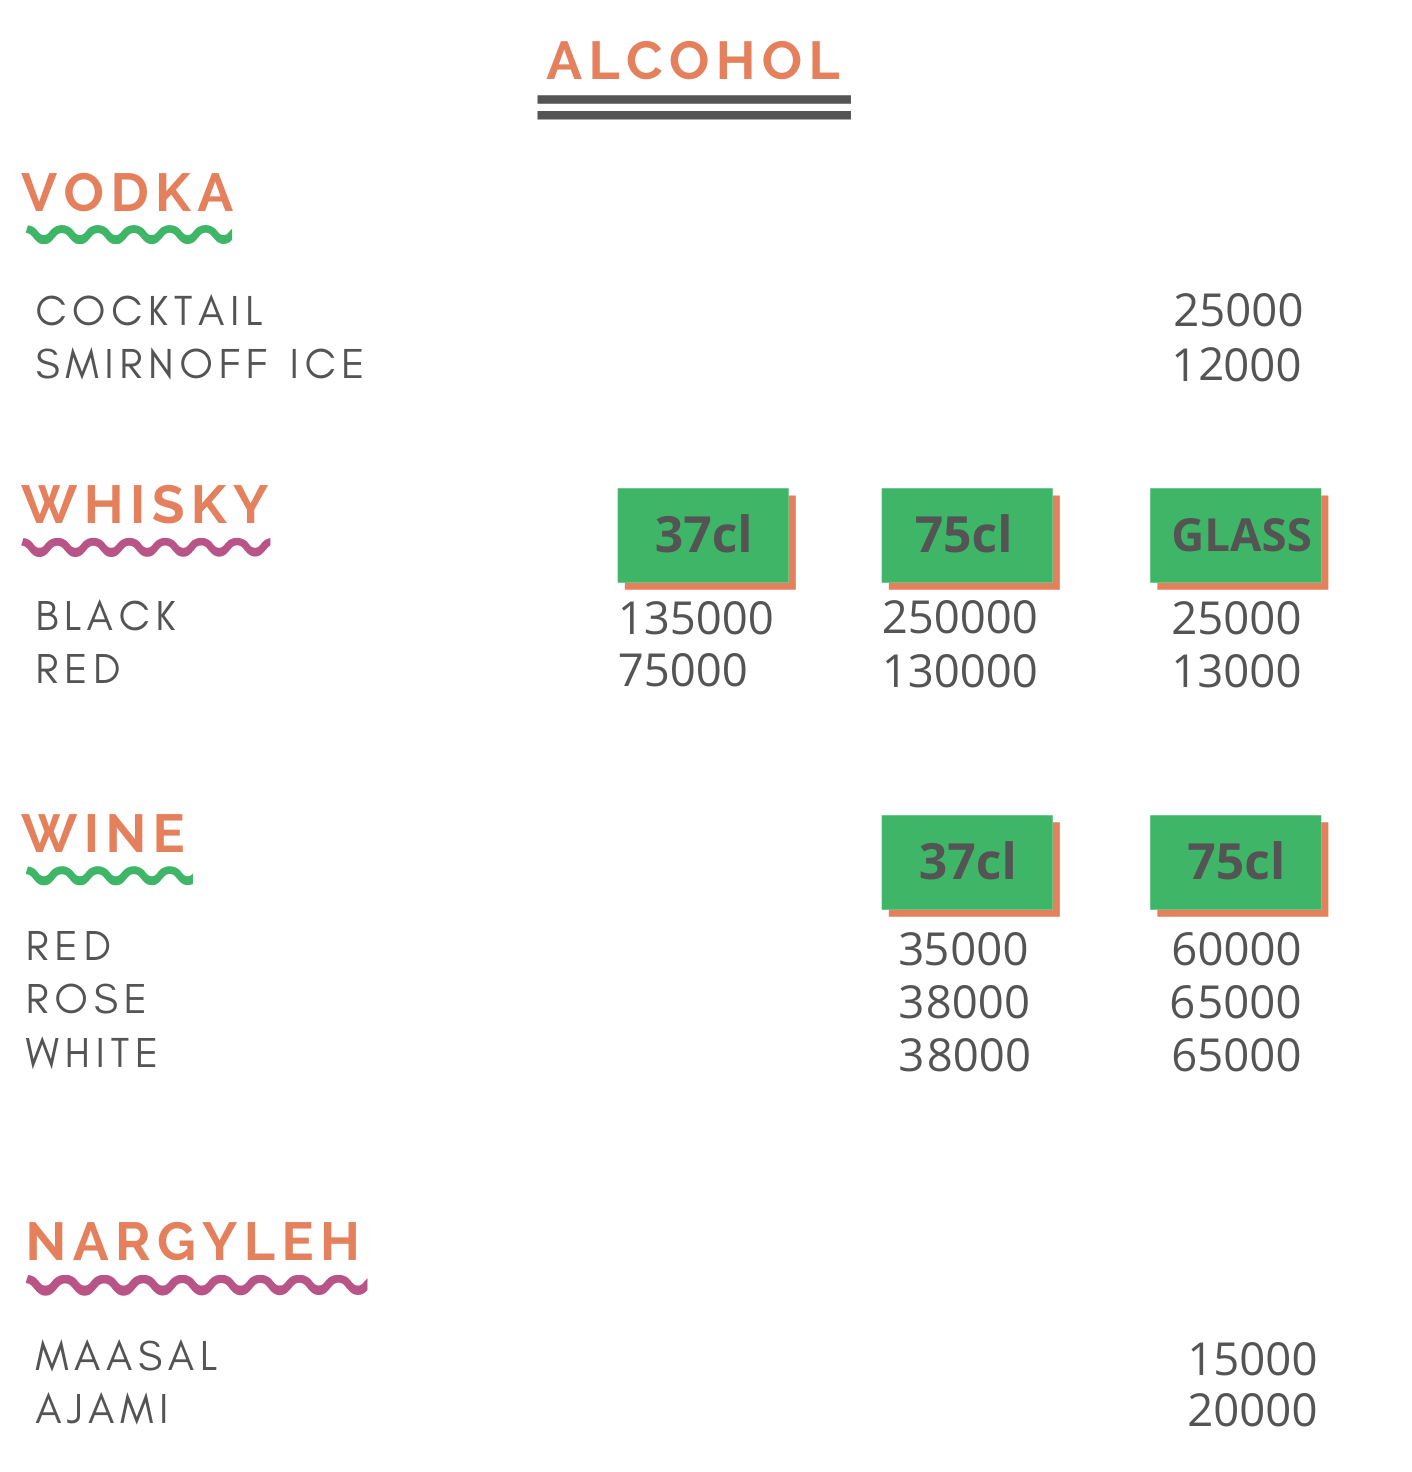 ALCOHOL
VODKA
COCKTAIL 25000
SMIRNOFF ICE 12000
WHISKY 37cl 75cl GLASS
BLACK 135000 250000 25000
RED 75000 130000 13000
WINE 37cl 75cl
RED 35000 60000
ROSE 38000 65000
WHITE 38000 65000
NARGYLEH
MAASAL 15000
AJAMI 20000